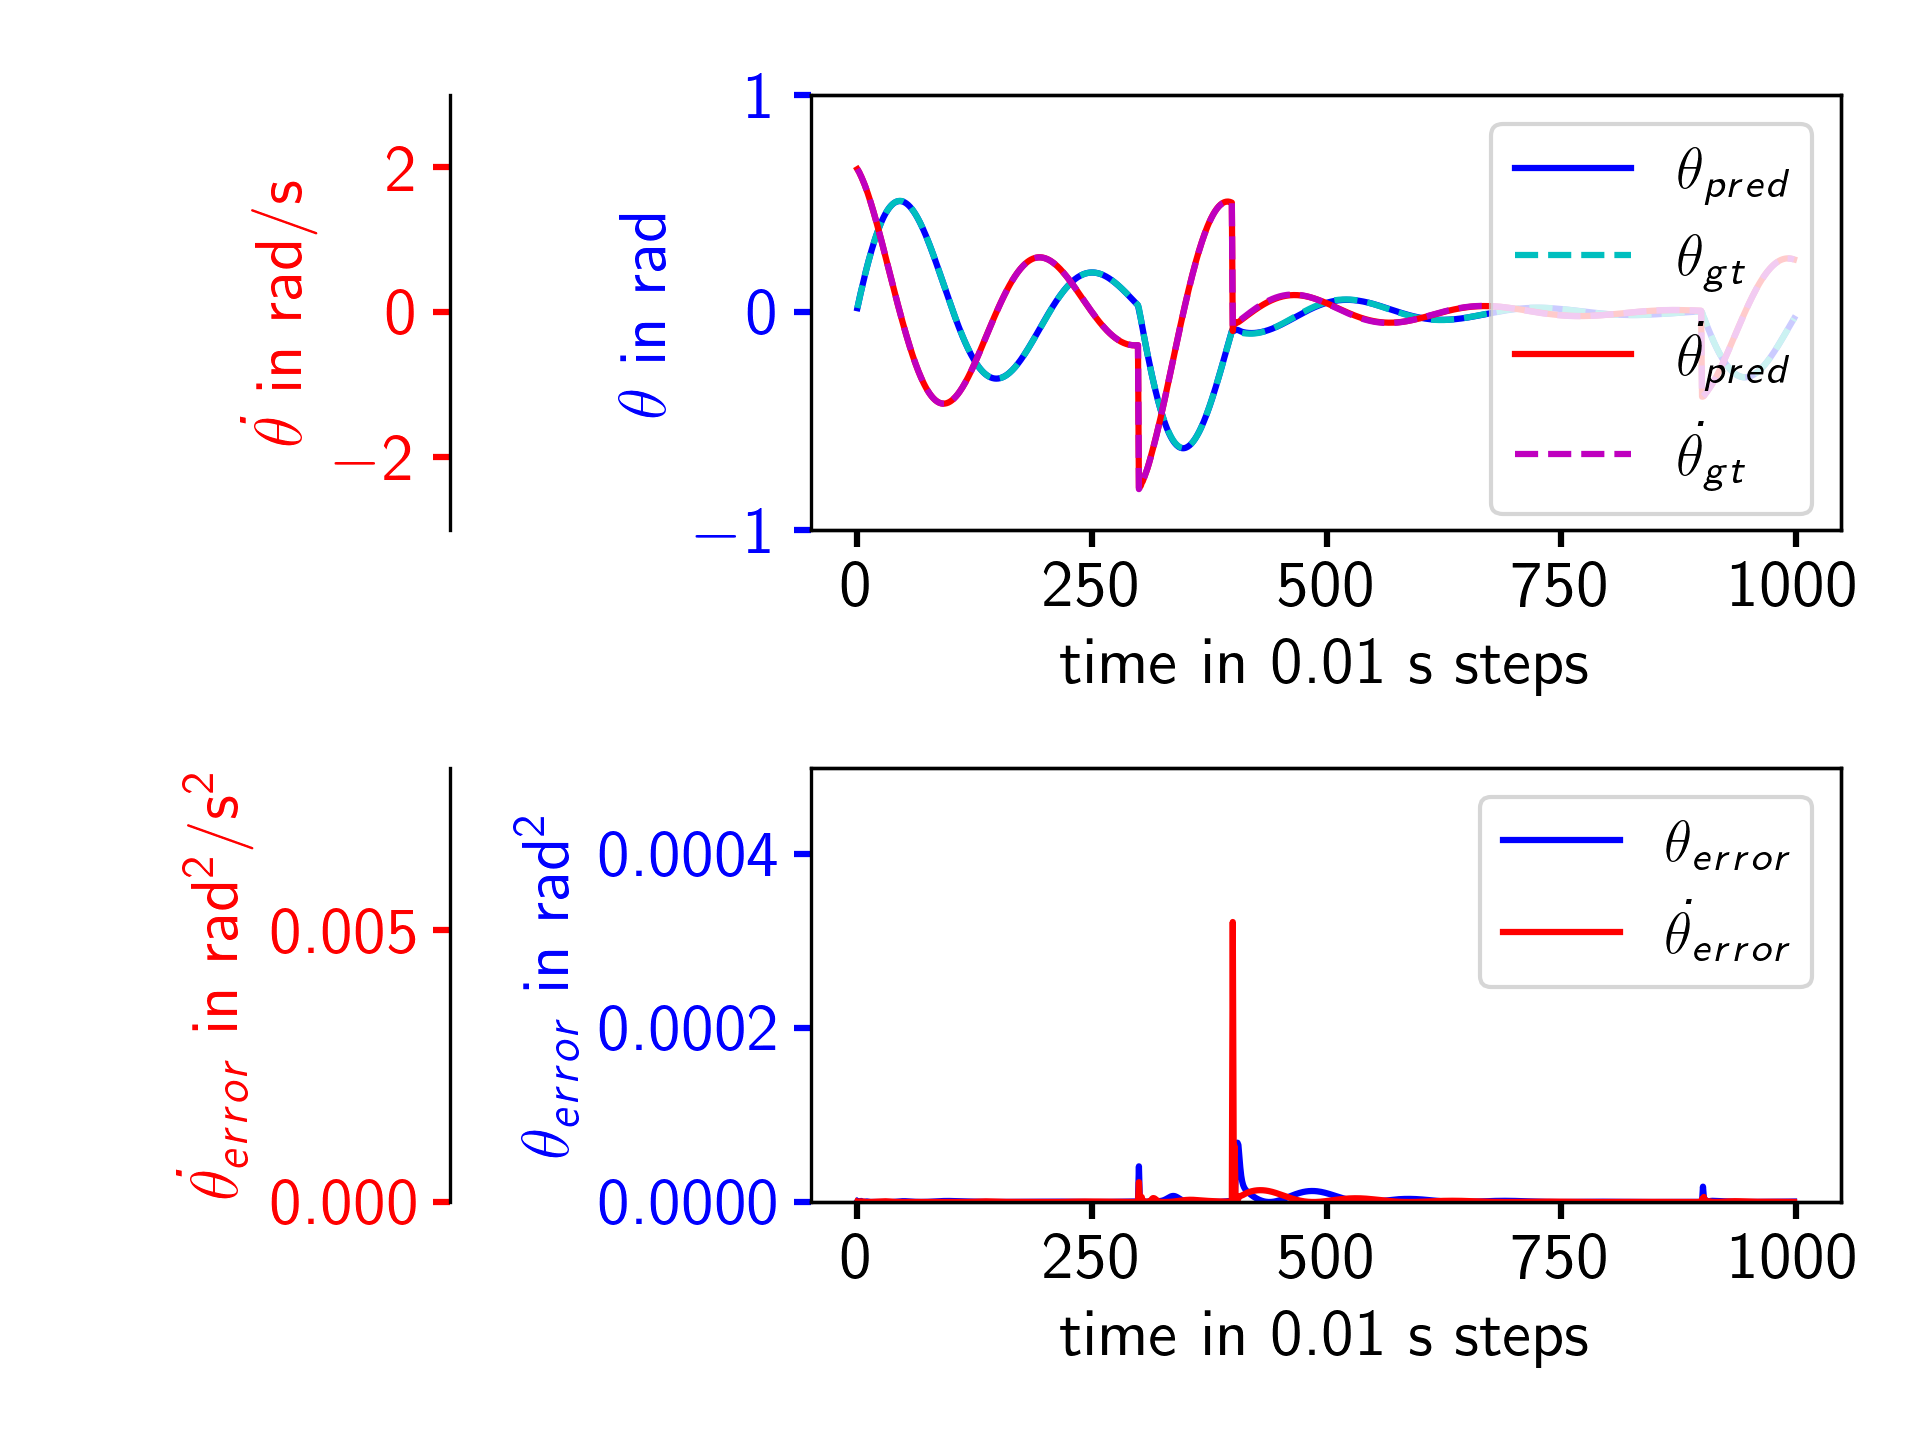 θ̇ in rad/s
2
0
−2
θ in rad
1
0
−1
θ_pred
θ_gt
θ̇_pred
θ̇_gt
0 250 500 750 1000
time in 0.01 s steps
θ̇_error in rad²/s²
0.005
0.000
θ_error in rad²
0.0004
0.0002
0.0000
θ_error
θ̇_error
0 250 500 750 1000
time in 0.01 s steps